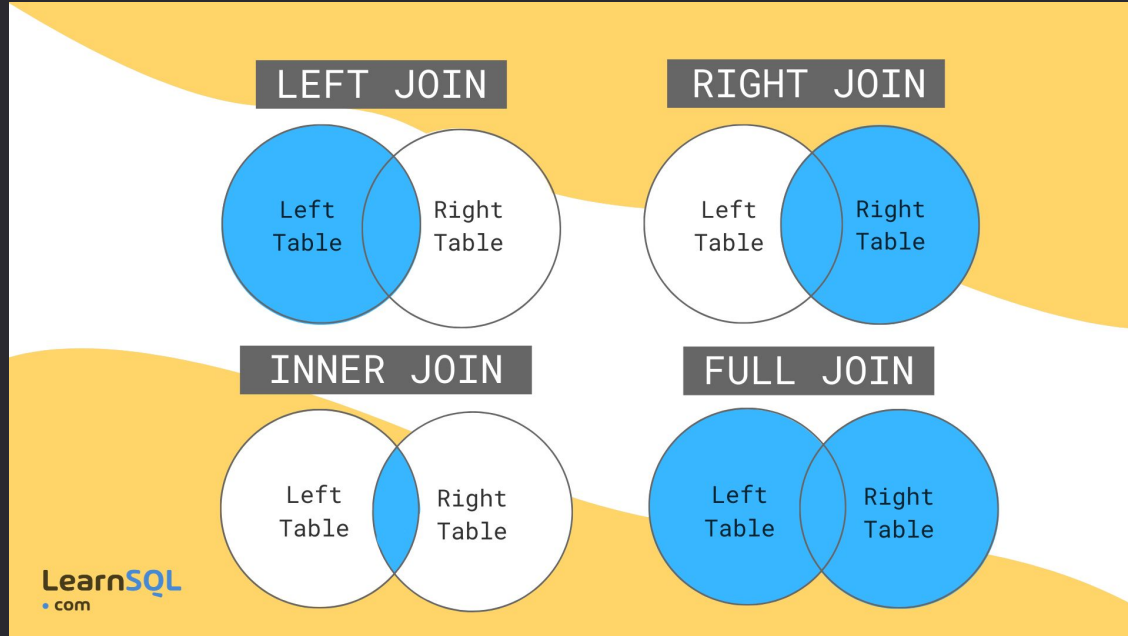 LEFT JOIN
Left
Table
Right
Table
RIGHT JOIN
Left
Table
Right
Table
INNER JOIN
Left
Table
Right
Table
FULL JOIN
Left
Table
Right
Table
LearnSQL
• com